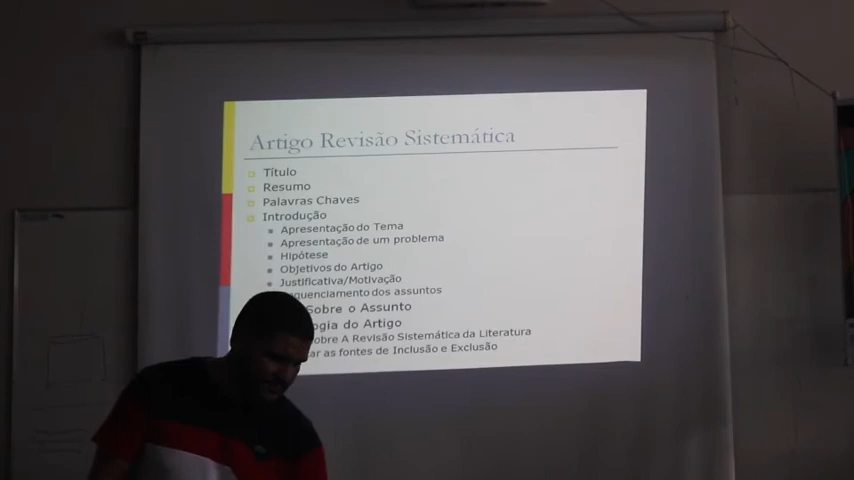 Artigo Revisão Sistemática
Título
Resumo
Palavras Chaves
Introdução
Apresentação do Tema
Apresentação de um problema
Hipótese
Objetivos do Artigo
Justificativa/Motivação
quenciamento dos assuntos
Sobre o Assunto
ogia do Artigo
obre A Revisão Sistemática da Literatura
ar as fontes de Inclusão e Exclusão